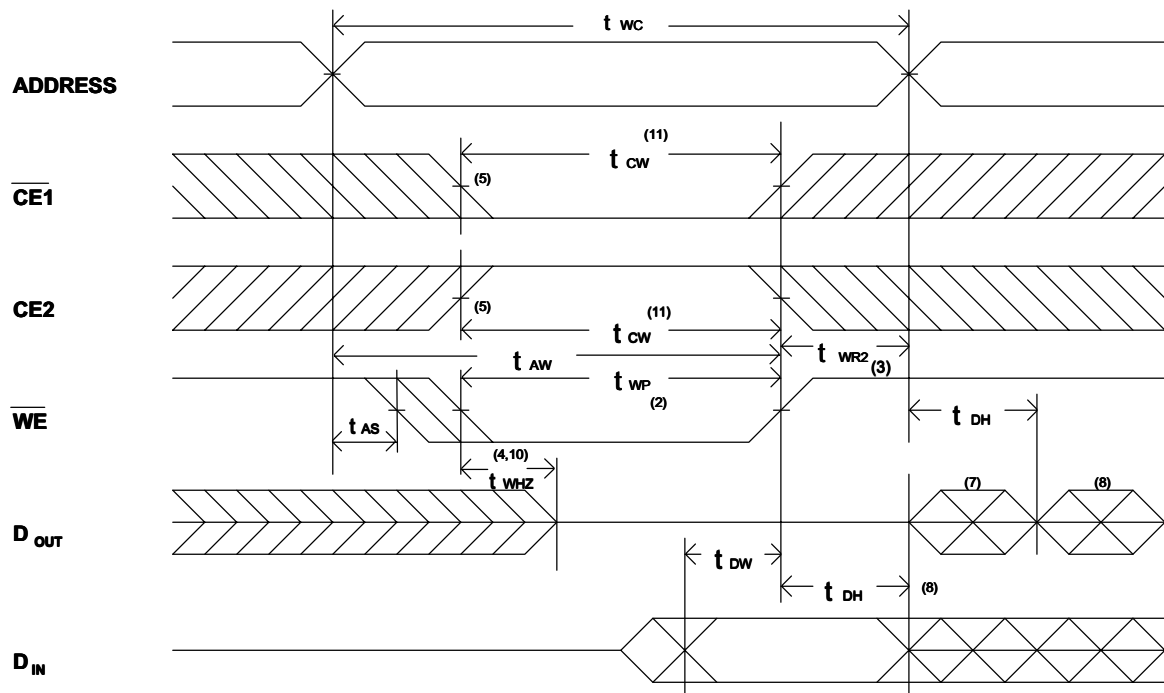 t WC
ADDRESS
(11)
t CW
CE1
(5)
CE2
(5)
(11)
t CW
t AW
t WR2 (3)
t WP
(2)
WE
t AS
t DH
(4,10)
t WHZ
(7)
(8)
D OUT
t DW
t DH
(8)
D IN